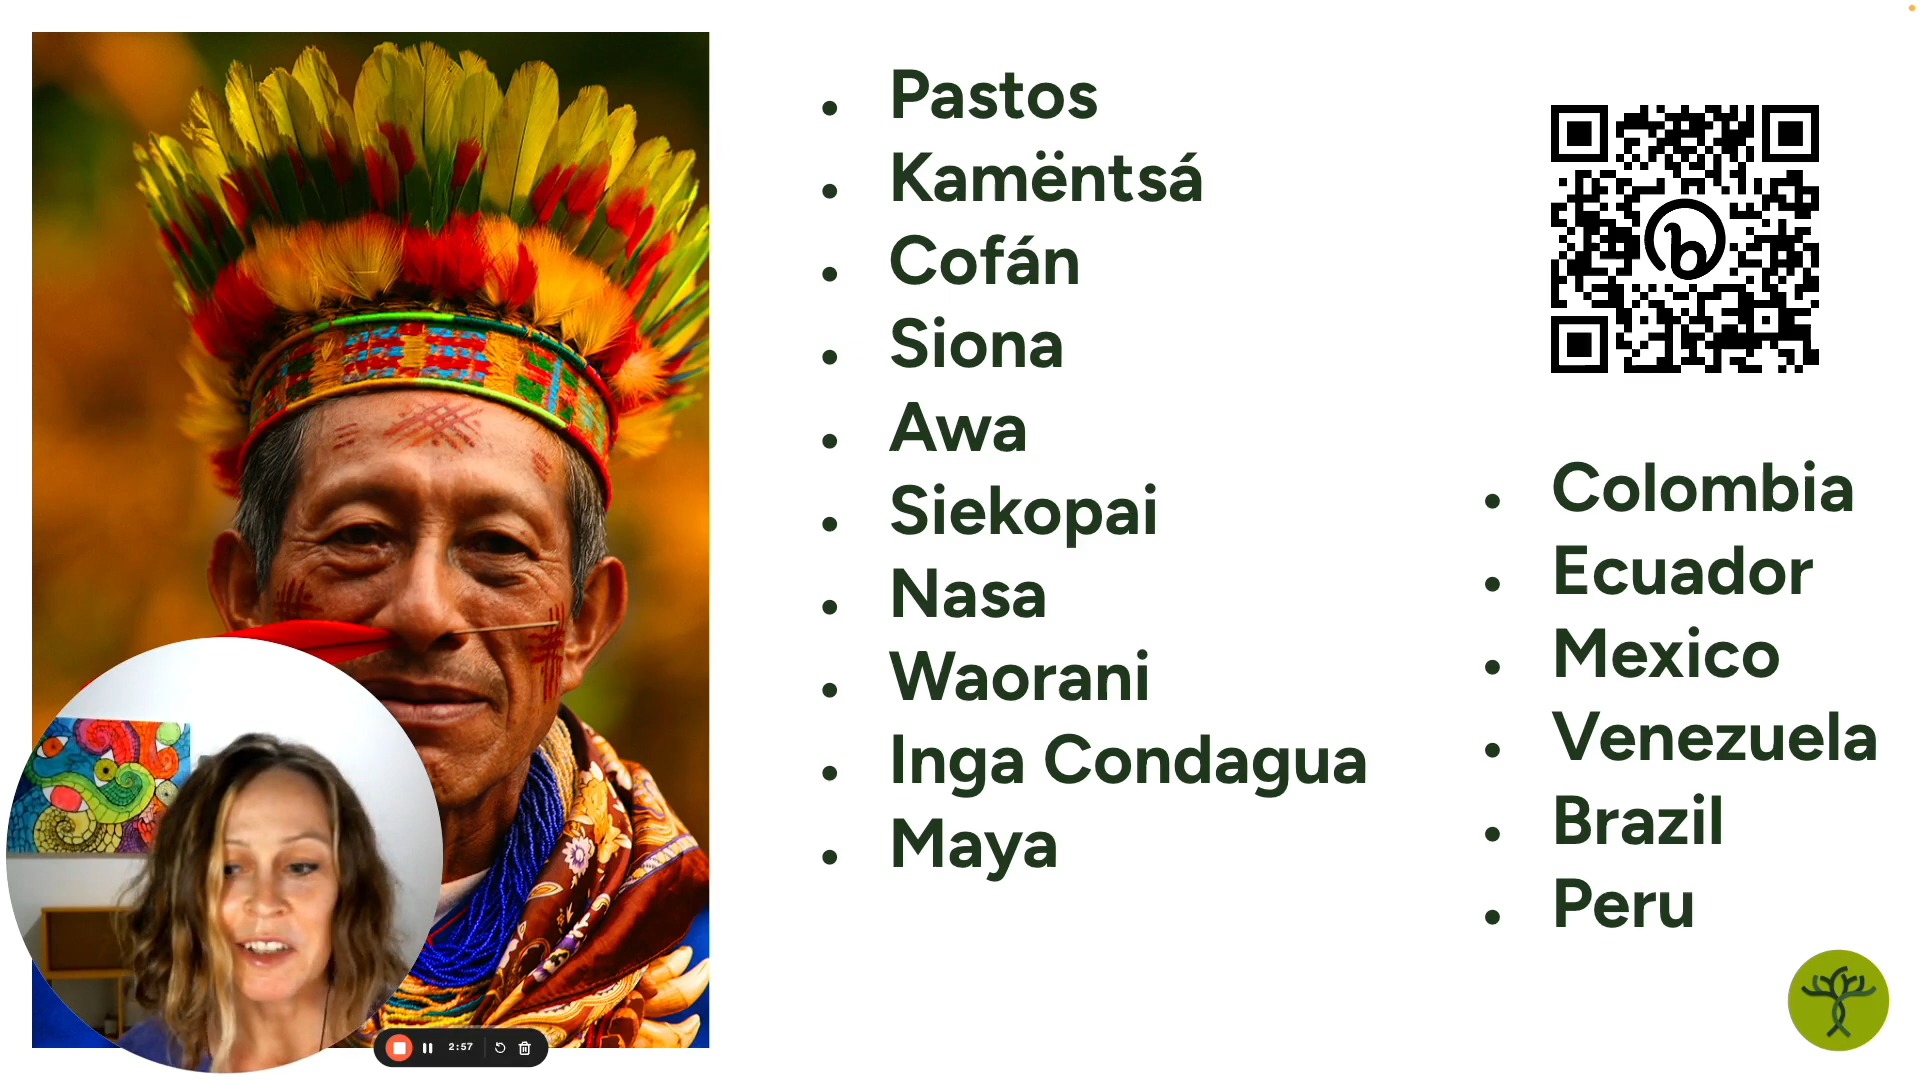 Pastos
Kamëntsá
Cofán
Siona
Awa
Siekopai
Nasa
Waorani
Inga Condagua
Maya
Colombia
Ecuador
Mexico
Venezuela
Brazil
Peru
2:57